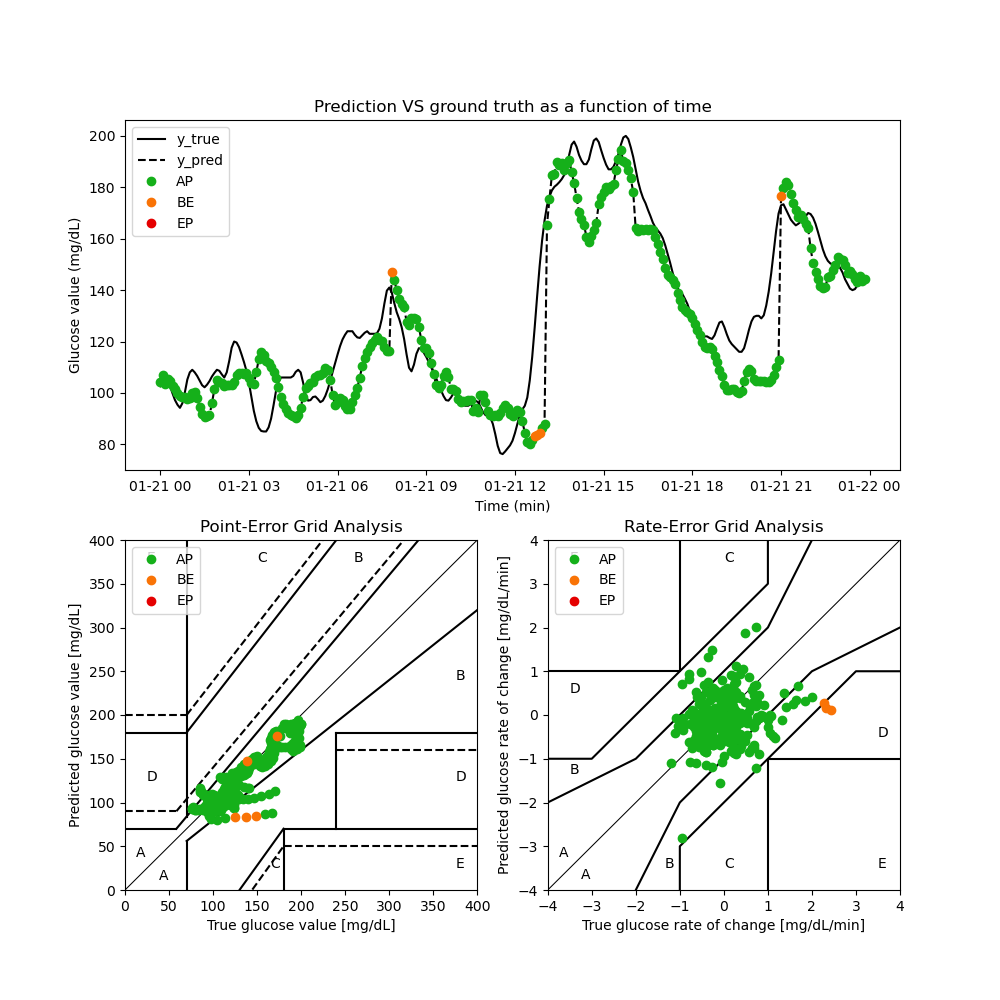 Prediction VS ground truth as a function of time
Glucose value (mg/dL)
200
180
160
140
120
100
80
y_true
y_pred
AP
BE
EP
01-21 00 01-21 03 01-21 06 01-21 09 01-21 12 01-21 15 01-21 18 01-21 21 01-22 00
Time (min)
Point-Error Grid Analysis
Predicted glucose value [mg/dL]
400
350
300
250
200
150
100
50
0
AP
BE
EP
C B
B
D D
A
A C E
0 50 100 150 200 250 300 350 400
True glucose value [mg/dL]
Rate-Error Grid Analysis
Predicted glucose rate of change [mg/dL/min]
4
3
2
1
0
−1
−2
−3
−4
AP
BE
EP
C
D
D
B
A
A B C E
−4 −3 −2 −1 0 1 2 3 4
True glucose rate of change [mg/dL/min]